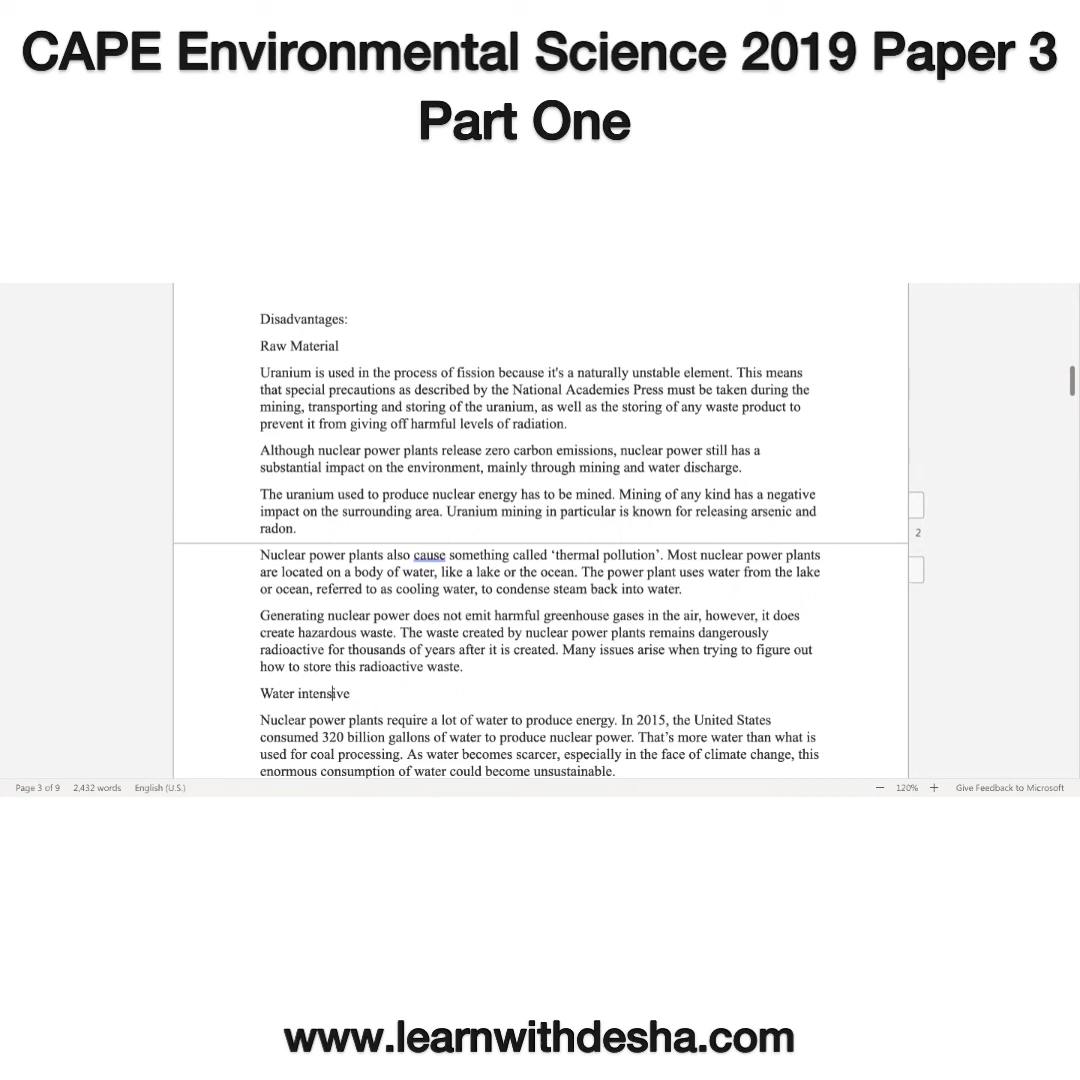 CAPE Environmental Science 2019 Paper 3
Part One
Disadvantages:
Raw Material
Uranium is used in the process of fission because it's a naturally unstable element. This means
that special precautions as described by the National Academies Press must be taken during the
mining, transporting and storing of the uranium, as well as the storing of any waste product to
prevent it from giving off harmful levels of radiation.
Although nuclear power plants release zero carbon emissions, nuclear power still has a
substantial impact on the environment, mainly through mining and water discharge.
The uranium used to produce nuclear energy has to be mined. Mining of any kind has a negative
impact on the surrounding area. Uranium mining in particular is known for releasing arsenic and
radon.
2
Nuclear power plants also cause something called ‘thermal pollution’. Most nuclear power plants
are located on a body of water, like a lake or the ocean. The power plant uses water from the lake
or ocean, referred to as cooling water, to condense steam back into water.
Generating nuclear power does not emit harmful greenhouse gases in the air, however, it does
create hazardous waste. The waste created by nuclear power plants remains dangerously
radioactive for thousands of years after it is created. Many issues arise when trying to figure out
how to store this radioactive waste.
Water intensive
Nuclear power plants require a lot of water to produce energy. In 2015, the United States
consumed 320 billion gallons of water to produce nuclear power. That’s more water than what is
used for coal processing. As water becomes scarcer, especially in the face of climate change, this
enormous consumption of water could become unsustainable.
Page 3 of 9 2,432 words English (U.S.) — 120% + Give Feedback to Microsoft
www.learnwithdesha.com